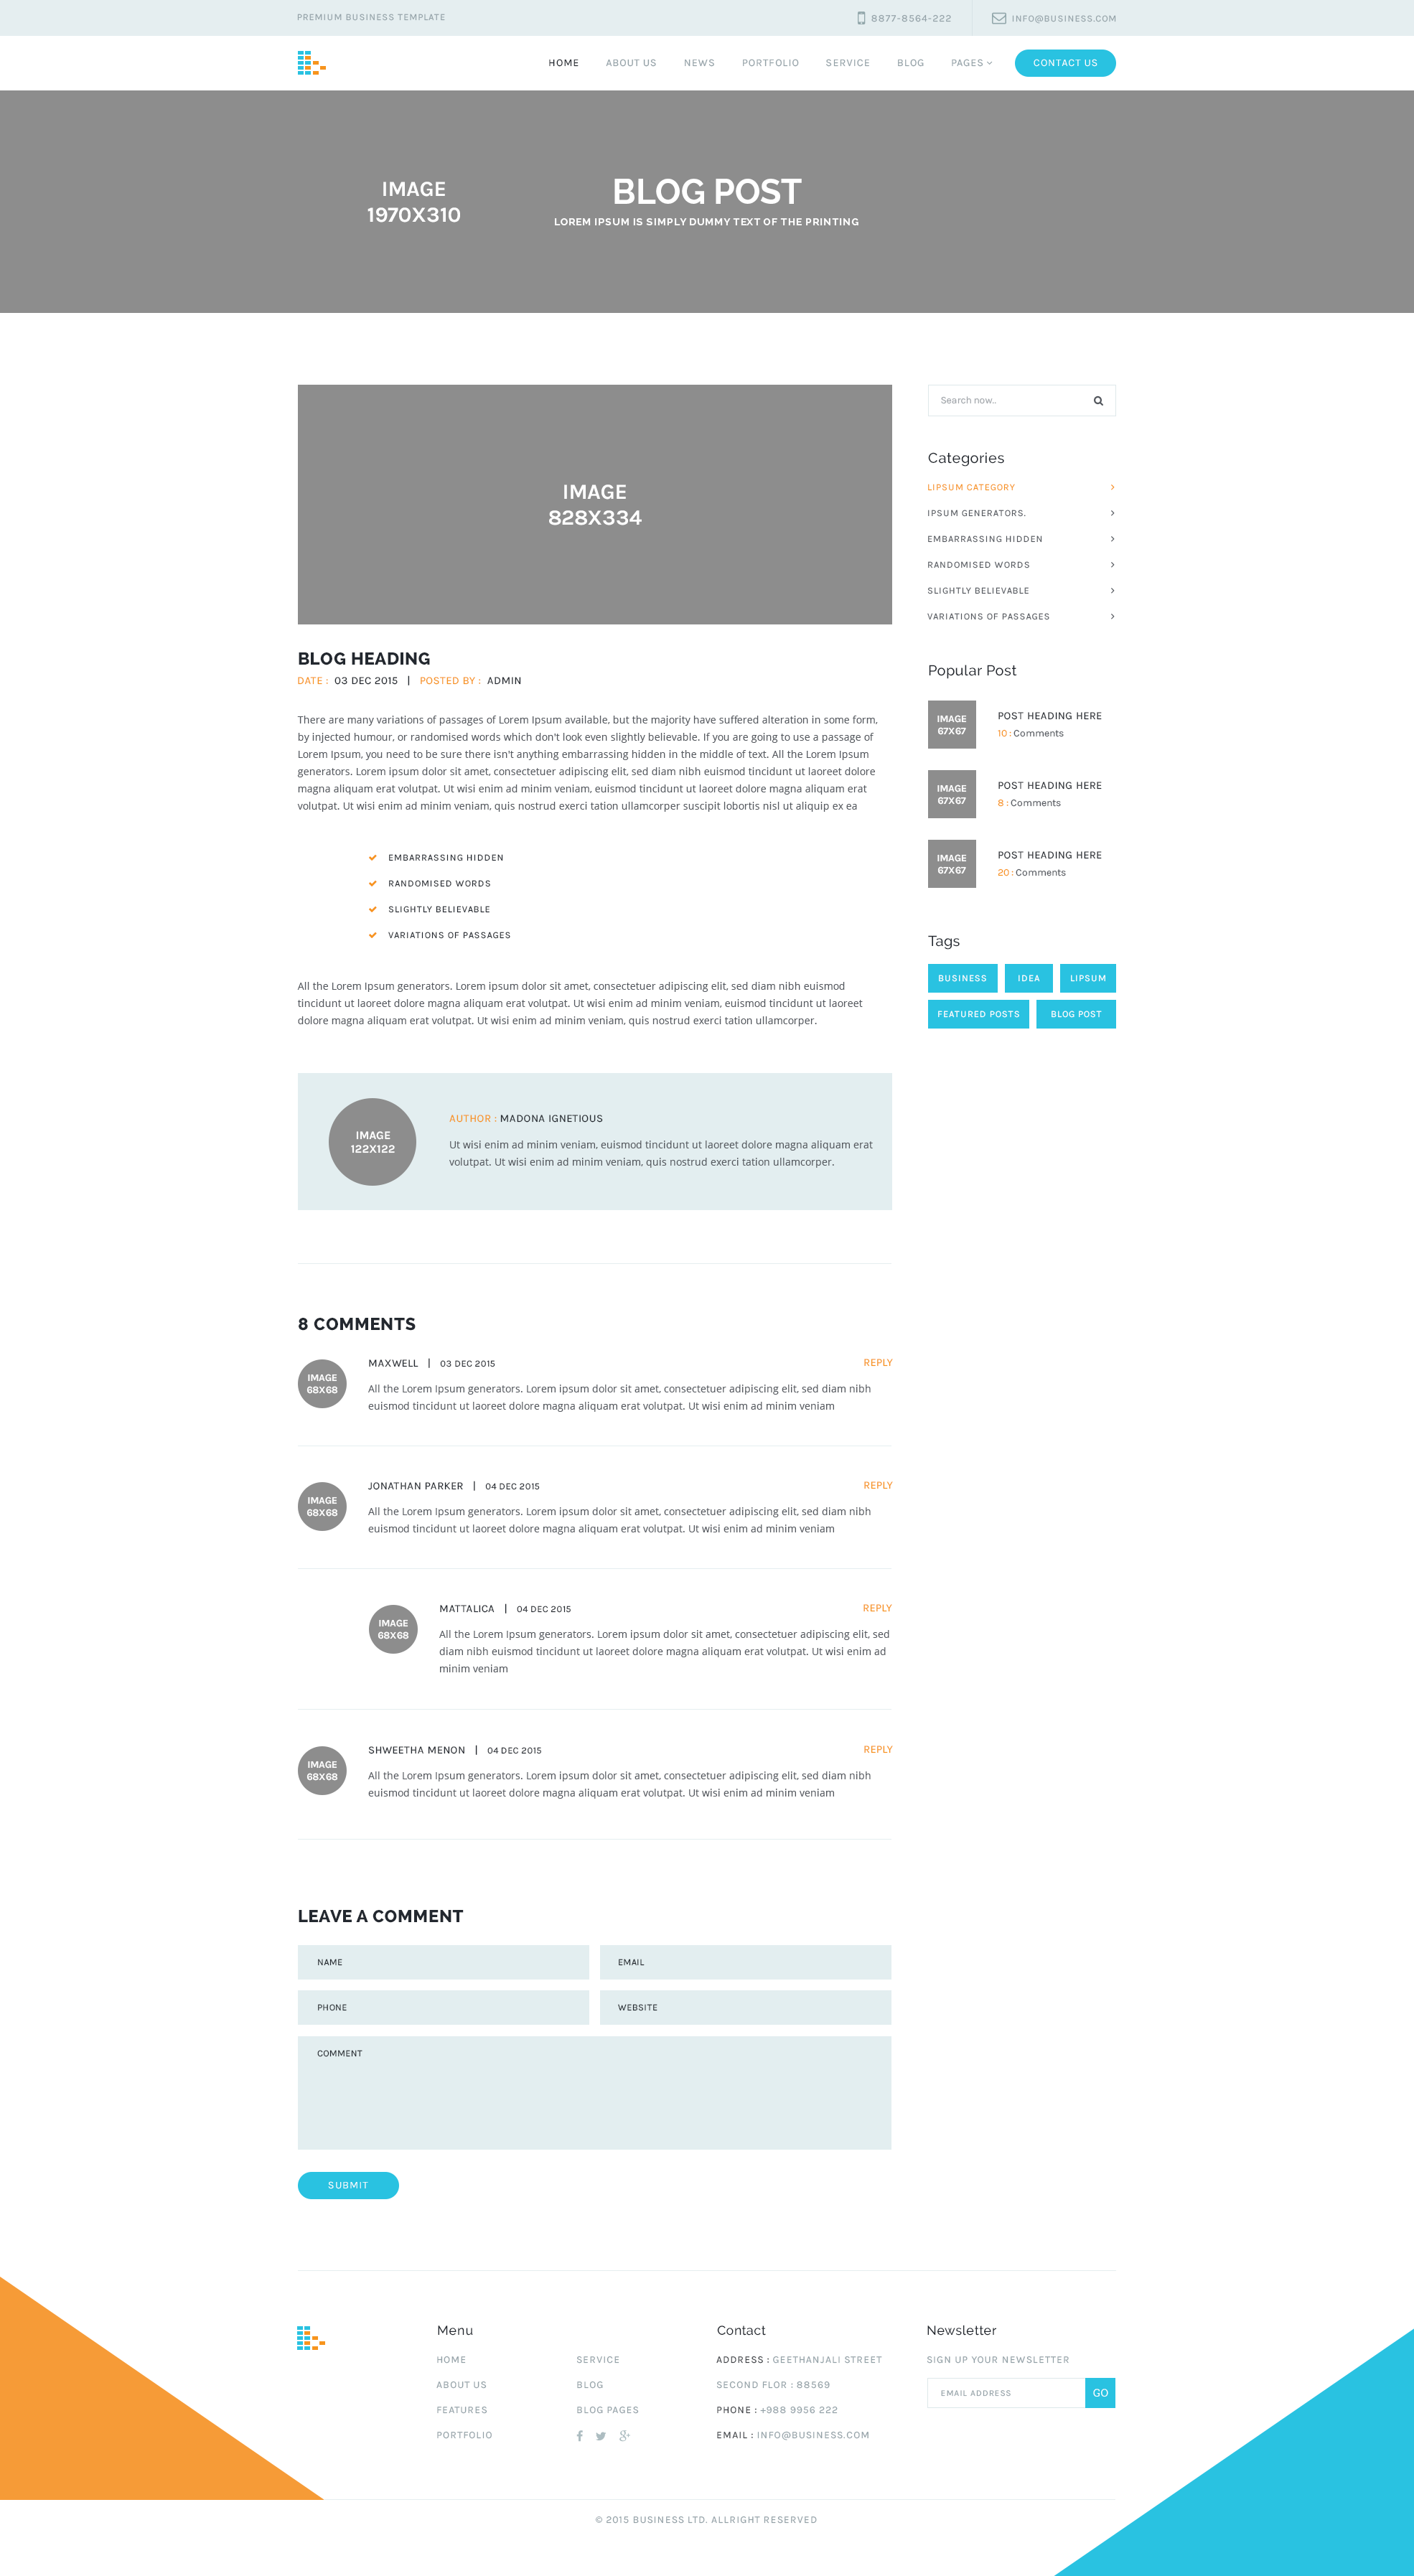 PREMIUM BUSINESS TEMPLATE
8877-8564-222
INFO@BUSINESS.COM
HOME ABOUT US NEWS PORTFOLIO SERVICE BLOG PAGES CONTACT US
IMAGE
1970X310
BLOG POST
LOREM IPSUM IS SIMPLY DUMMY TEXT OF THE PRINTING
IMAGE
828X334
BLOG HEADING
DATE : 03 DEC 2015 | POSTED BY : ADMIN
There are many variations of passages of Lorem Ipsum available, but the majority have suffered alteration in some form,
by injected humour, or randomised words which don't look even slightly believable. If you are going to use a passage of
Lorem Ipsum, you need to be sure there isn't anything embarrassing hidden in the middle of text. All the Lorem Ipsum
generators. Lorem ipsum dolor sit amet, consectetuer adipiscing elit, sed diam nibh euismod tincidunt ut laoreet dolore
magna aliquam erat volutpat. Ut wisi enim ad minim veniam, euismod tincidunt ut laoreet dolore magna aliquam erat
volutpat. Ut wisi enim ad minim veniam, quis nostrud exerci tation ullamcorper suscipit lobortis nisl ut aliquip ex ea
EMBARRASSING HIDDEN
RANDOMISED WORDS
SLIGHTLY BELIEVABLE
VARIATIONS OF PASSAGES
All the Lorem Ipsum generators. Lorem ipsum dolor sit amet, consectetuer adipiscing elit, sed diam nibh euismod
tincidunt ut laoreet dolore magna aliquam erat volutpat. Ut wisi enim ad minim veniam, euismod tincidunt ut laoreet
dolore magna aliquam erat volutpat. Ut wisi enim ad minim veniam, quis nostrud exerci tation ullamcorper.
IMAGE
122X122
AUTHOR : MADONA IGNETIOUS
Ut wisi enim ad minim veniam, euismod tincidunt ut laoreet dolore magna aliquam erat
volutpat. Ut wisi enim ad minim veniam, quis nostrud exerci tation ullamcorper.
8 COMMENTS
IMAGE
68X68
MAXWELL | 03 DEC 2015
REPLY
All the Lorem Ipsum generators. Lorem ipsum dolor sit amet, consectetuer adipiscing elit, sed diam nibh
euismod tincidunt ut laoreet dolore magna aliquam erat volutpat. Ut wisi enim ad minim veniam
IMAGE
68X68
JONATHAN PARKER | 04 DEC 2015
REPLY
All the Lorem Ipsum generators. Lorem ipsum dolor sit amet, consectetuer adipiscing elit, sed diam nibh
euismod tincidunt ut laoreet dolore magna aliquam erat volutpat. Ut wisi enim ad minim veniam
IMAGE
68X68
MATTALICA | 04 DEC 2015
REPLY
All the Lorem Ipsum generators. Lorem ipsum dolor sit amet, consectetuer adipiscing elit, sed
diam nibh euismod tincidunt ut laoreet dolore magna aliquam erat volutpat. Ut wisi enim ad
minim veniam
IMAGE
68X68
SHWEETHA MENON | 04 DEC 2015
REPLY
All the Lorem Ipsum generators. Lorem ipsum dolor sit amet, consectetuer adipiscing elit, sed diam nibh
euismod tincidunt ut laoreet dolore magna aliquam erat volutpat. Ut wisi enim ad minim veniam
LEAVE A COMMENT
NAME
EMAIL
PHONE
WEBSITE
COMMENT
SUBMIT
Search now..
Categories
LIPSUM CATEGORY
IPSUM GENERATORS.
EMBARRASSING HIDDEN
RANDOMISED WORDS
SLIGHTLY BELIEVABLE
VARIATIONS OF PASSAGES
Popular Post
IMAGE
67X67
POST HEADING HERE
10 : Comments
IMAGE
67X67
POST HEADING HERE
8 : Comments
IMAGE
67X67
POST HEADING HERE
20 : Comments
Tags
BUSINESS IDEA LIPSUM
FEATURED POSTS BLOG POST
Menu
HOME
ABOUT US
FEATURES
PORTFOLIO
SERVICE
BLOG
BLOG PAGES
Contact
ADDRESS : GEETHANJALI STREET
SECOND FLOR : 88569
PHONE : +988 9956 222
EMAIL : INFO@BUSINESS.COM
Newsletter
SIGN UP YOUR NEWSLETTER
EMAIL ADDRESS
GO
© 2015 BUSINESS LTD. ALLRIGHT RESERVED